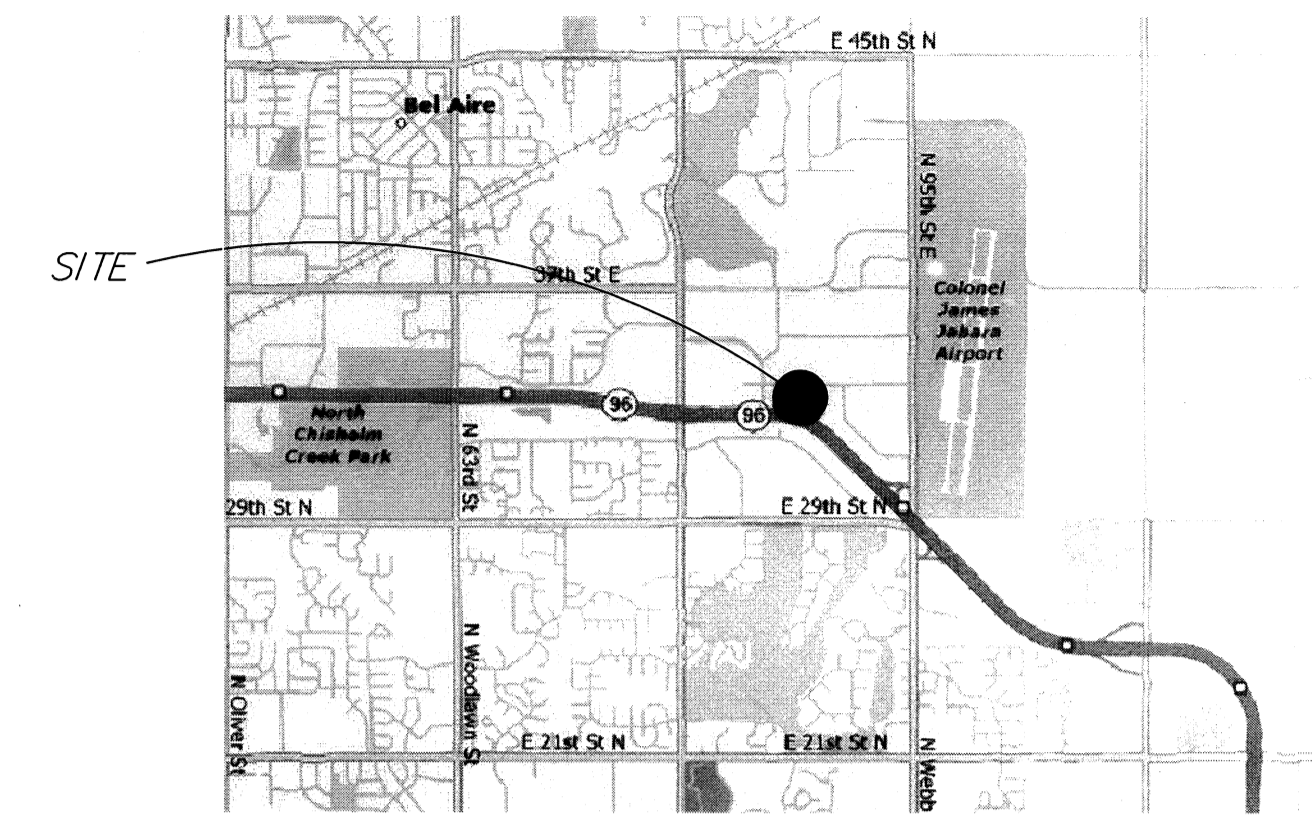 E 45th St N
Bel Aire
N 95th St E
SITE
37th St E
Colonel
James
Jabara
Airport
96
96
North
Chisholm
Creek Park
N 63rd St
29th St N
E 29th St N
N Oliver St
N Woodlawn St
E 21st St N
E 21st St N
N Webb